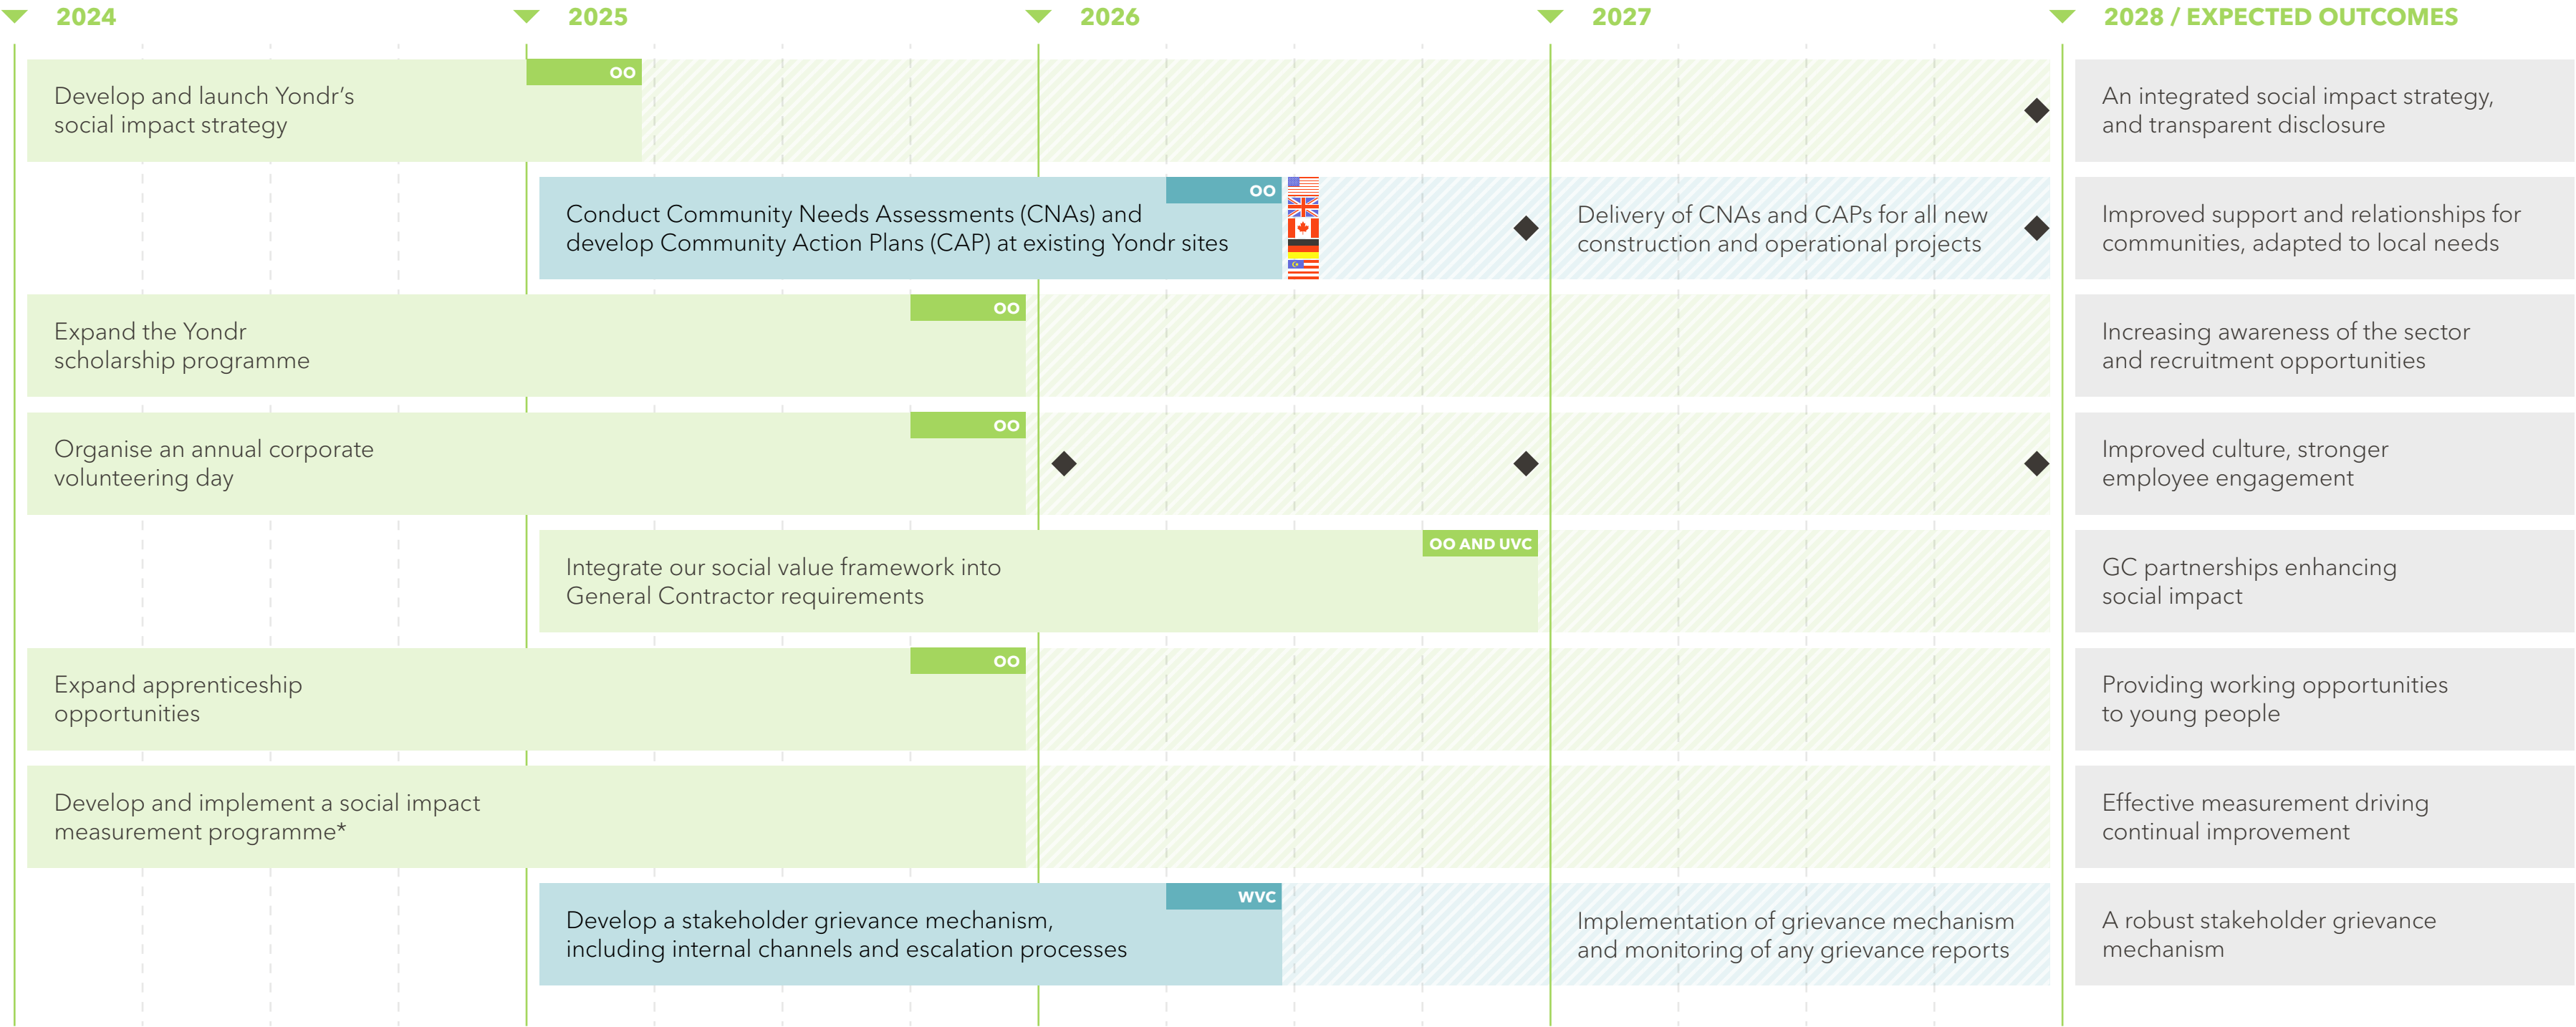 2024
2025
2026
2027
2028 / EXPECTED OUTCOMES
OO
Develop and launch Yondr’s
social impact strategy
An integrated social impact strategy,
and transparent disclosure
OO
Conduct Community Needs Assessments (CNAs) and
develop Community Action Plans (CAP) at existing Yondr sites
Delivery of CNAs and CAPs for all new
construction and operational projects
Improved support and relationships for
communities, adapted to local needs
OO
Expand the Yondr
scholarship programme
Increasing awareness of the sector
and recruitment opportunities
OO
Organise an annual corporate
volunteering day
Improved culture, stronger
employee engagement
OO AND UVC
Integrate our social value framework into
General Contractor requirements
GC partnerships enhancing
social impact
OO
Expand apprenticeship
opportunities
Providing working opportunities
to young people
Develop and implement a social impact
measurement programme*
Effective measurement driving
continual improvement
WVC
Develop a stakeholder grievance mechanism,
including internal channels and escalation processes
Implementation of grievance mechanism
and monitoring of any grievance reports
A robust stakeholder grievance
mechanism